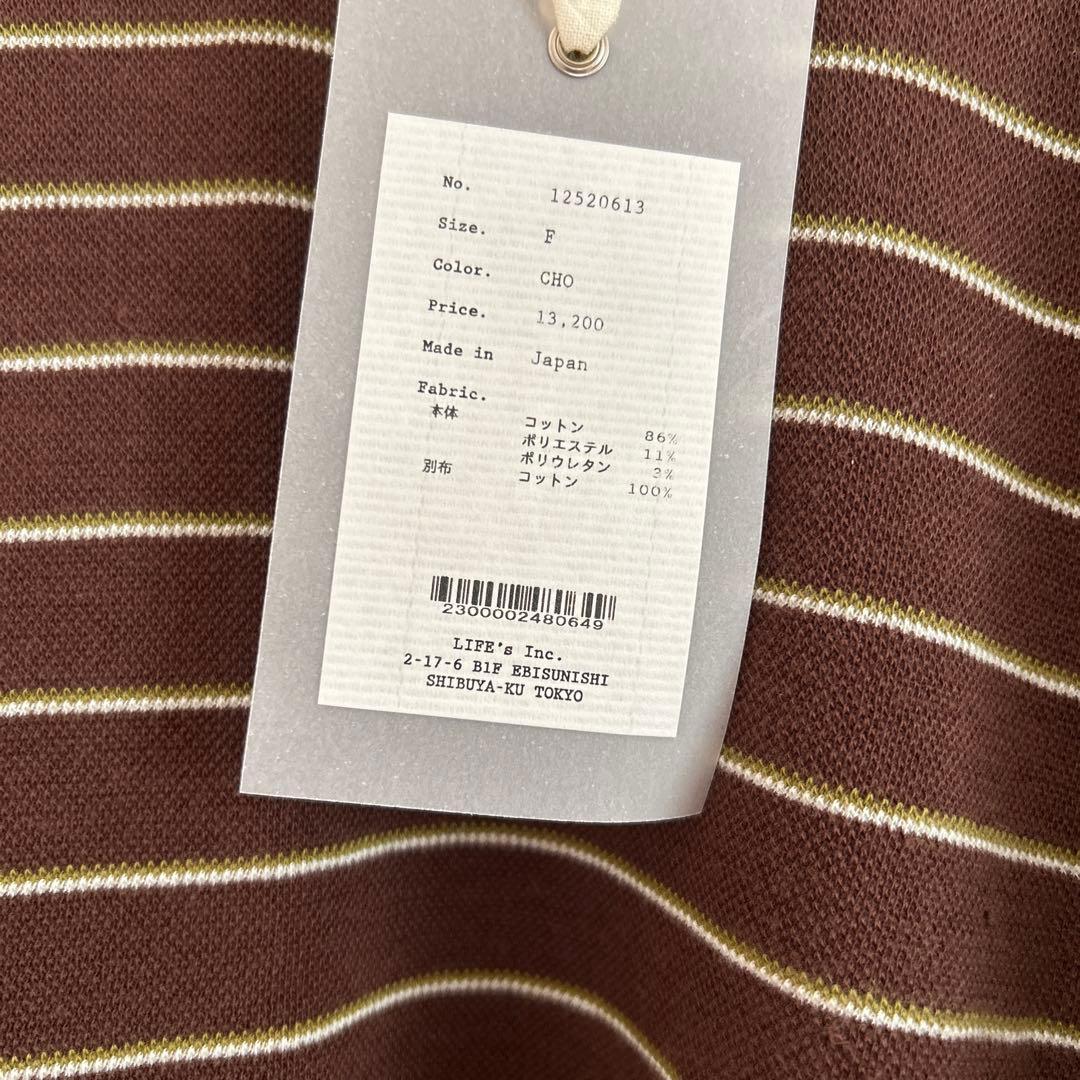 No. 12520613
Size. F
Color. CHO
Price. 13,200
Made in Japan
Fabric.
本体 コットン 86%
ポリエステル 11%
ポリウレタン 3%
別布 コットン 100%
2300002480649
LIFE's Inc.
2-17-6 B1F EBISUNISHI
SHIBUYA-KU TOKYO